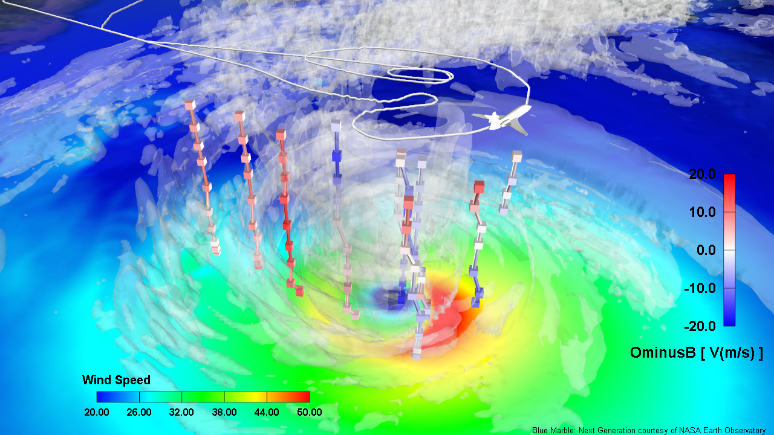 20.0
10.0
0.0
-10.0
-20.0
OminusB [ V(m/s) ]
Wind Speed
20.00 26.00 32.00 38.00 44.00 50.00
Blue Marble: Next Generation courtesy of NASA Earth Observatory